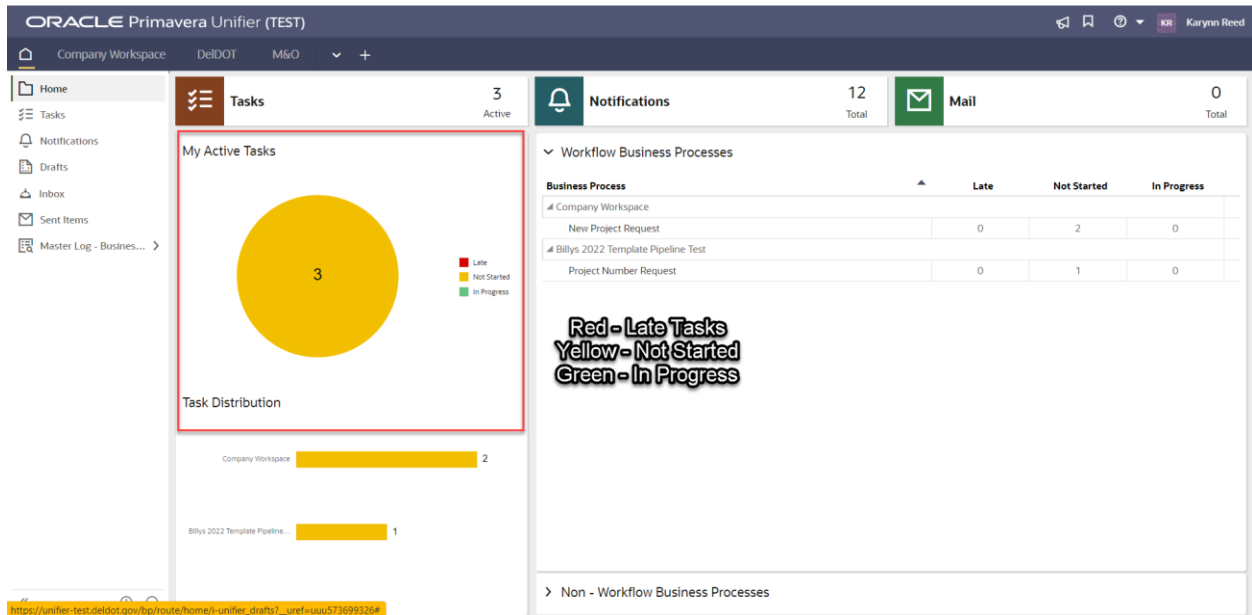 ORACLE Primavera Unifier (TEST)
KR Karynn Reed
Company Workspace DelDOT M&O
Home
Tasks
Notifications
Drafts
Inbox
Sent Items
Master Log - Busines...
Tasks
3
Active
Notifications
12
Total
Mail
0
Total
My Active Tasks
3
Late
Not Started
In Progress
Task Distribution
Company Workspace 2
Billys 2022 Template Pipeline... 1
Workflow Business Processes
Business Process Late Not Started In Progress
Company Workspace
New Project Request 0 2 0
Billys 2022 Template Pipeline Test
Project Number Request 0 1 0
Red - Late Tasks
Yellow - Not Started
Green - In Progress
Non - Workflow Business Processes
https://unifier-test.deldot.gov/bp/route/home/i-unifier_drafts?__uref=uuu573699326#